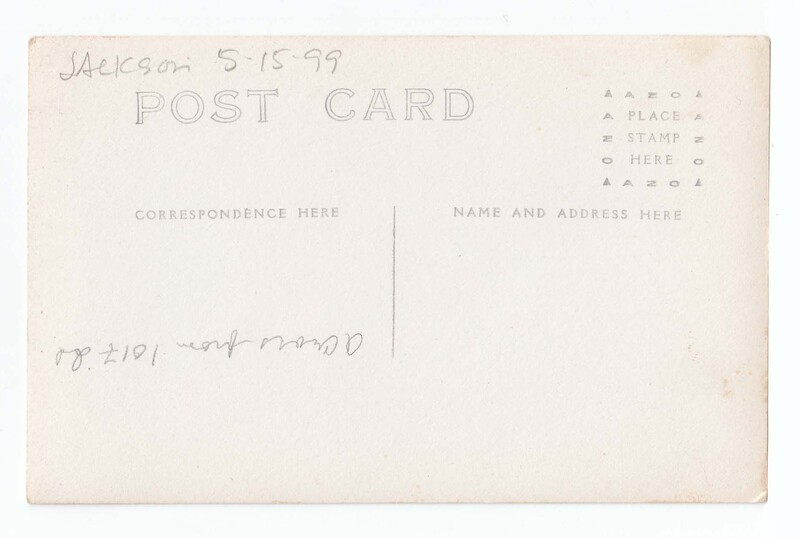 Jackson 5-15-99
POST CARD
AZO
A PLACE A
Z STAMP Z
O HERE O
AZO
CORRESPONDENCE HERE
NAME AND ADDRESS HERE
across from 1017